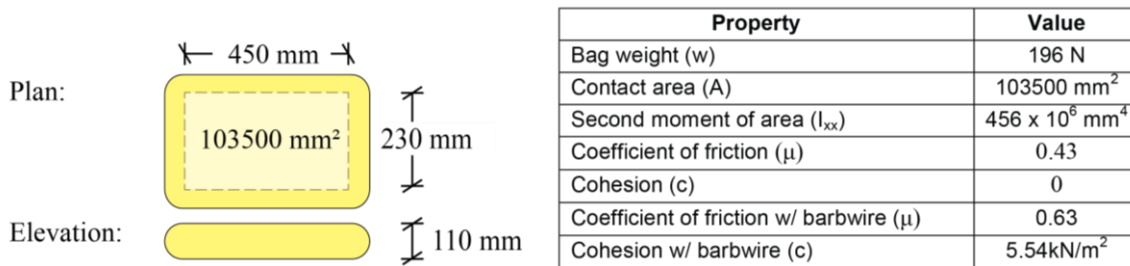 450 mm
Plan:
103500 mm²
230 mm
Elevation:
110 mm
Property Value
Bag weight (w) 196 N
Contact area (A) 103500 mm²
Second moment of area (Iₓₓ) 456 x 10⁶ mm⁴
Coefficient of friction (μ) 0.43
Cohesion (c) 0
Coefficient of friction w/ barbwire (μ) 0.63
Cohesion w/ barbwire (c) 5.54kN/m²